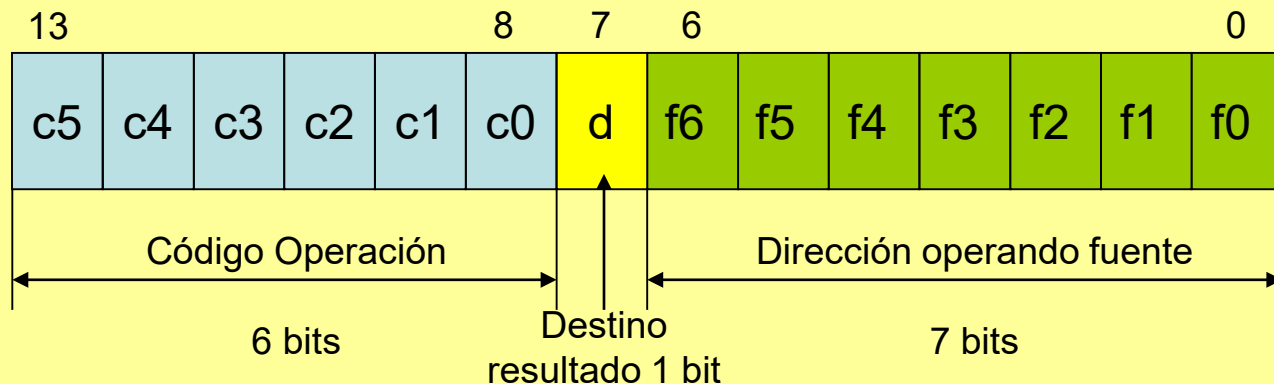 13 8 7 6 0
c5 c4 c3 c2 c1 c0 d f6 f5 f4 f3 f2 f1 f0
Código Operación
Dirección operando fuente
6 bits
Destino
resultado 1 bit
7 bits